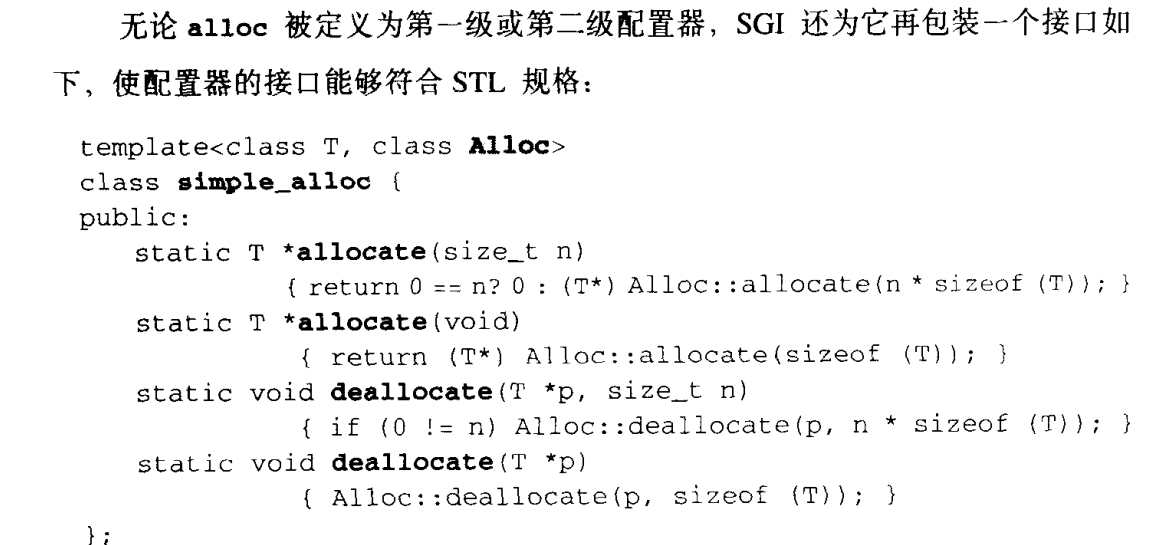 无论 alloc 被定义为第一级或第二级配置器，SGI 还为它再包装一个接口如
下，使配置器的接口能够符合 STL 规格：
template<class T, class Alloc>
class simple_alloc {
public:
    static T *allocate(size_t n)
                { return 0 == n? 0 : (T*) Alloc::allocate(n * sizeof (T)); }
    static T *allocate(void)
                { return (T*) Alloc::allocate(sizeof (T)); }
    static void deallocate(T *p, size_t n)
                { if (0 != n) Alloc::deallocate(p, n * sizeof (T)); }
    static void deallocate(T *p)
                { Alloc::deallocate(p, sizeof (T)); }
};